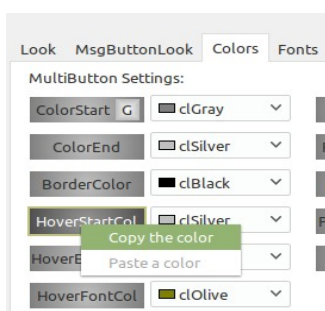 Look MsgButtonLook Colors Fonts
MultiButton Settings:
ColorStart G clGray
ColorEnd clSilver
BorderColor clBlack
HoverStartCol clSilver
Copy the color
HoverE
Paste a color
HoverFontCol clOlive